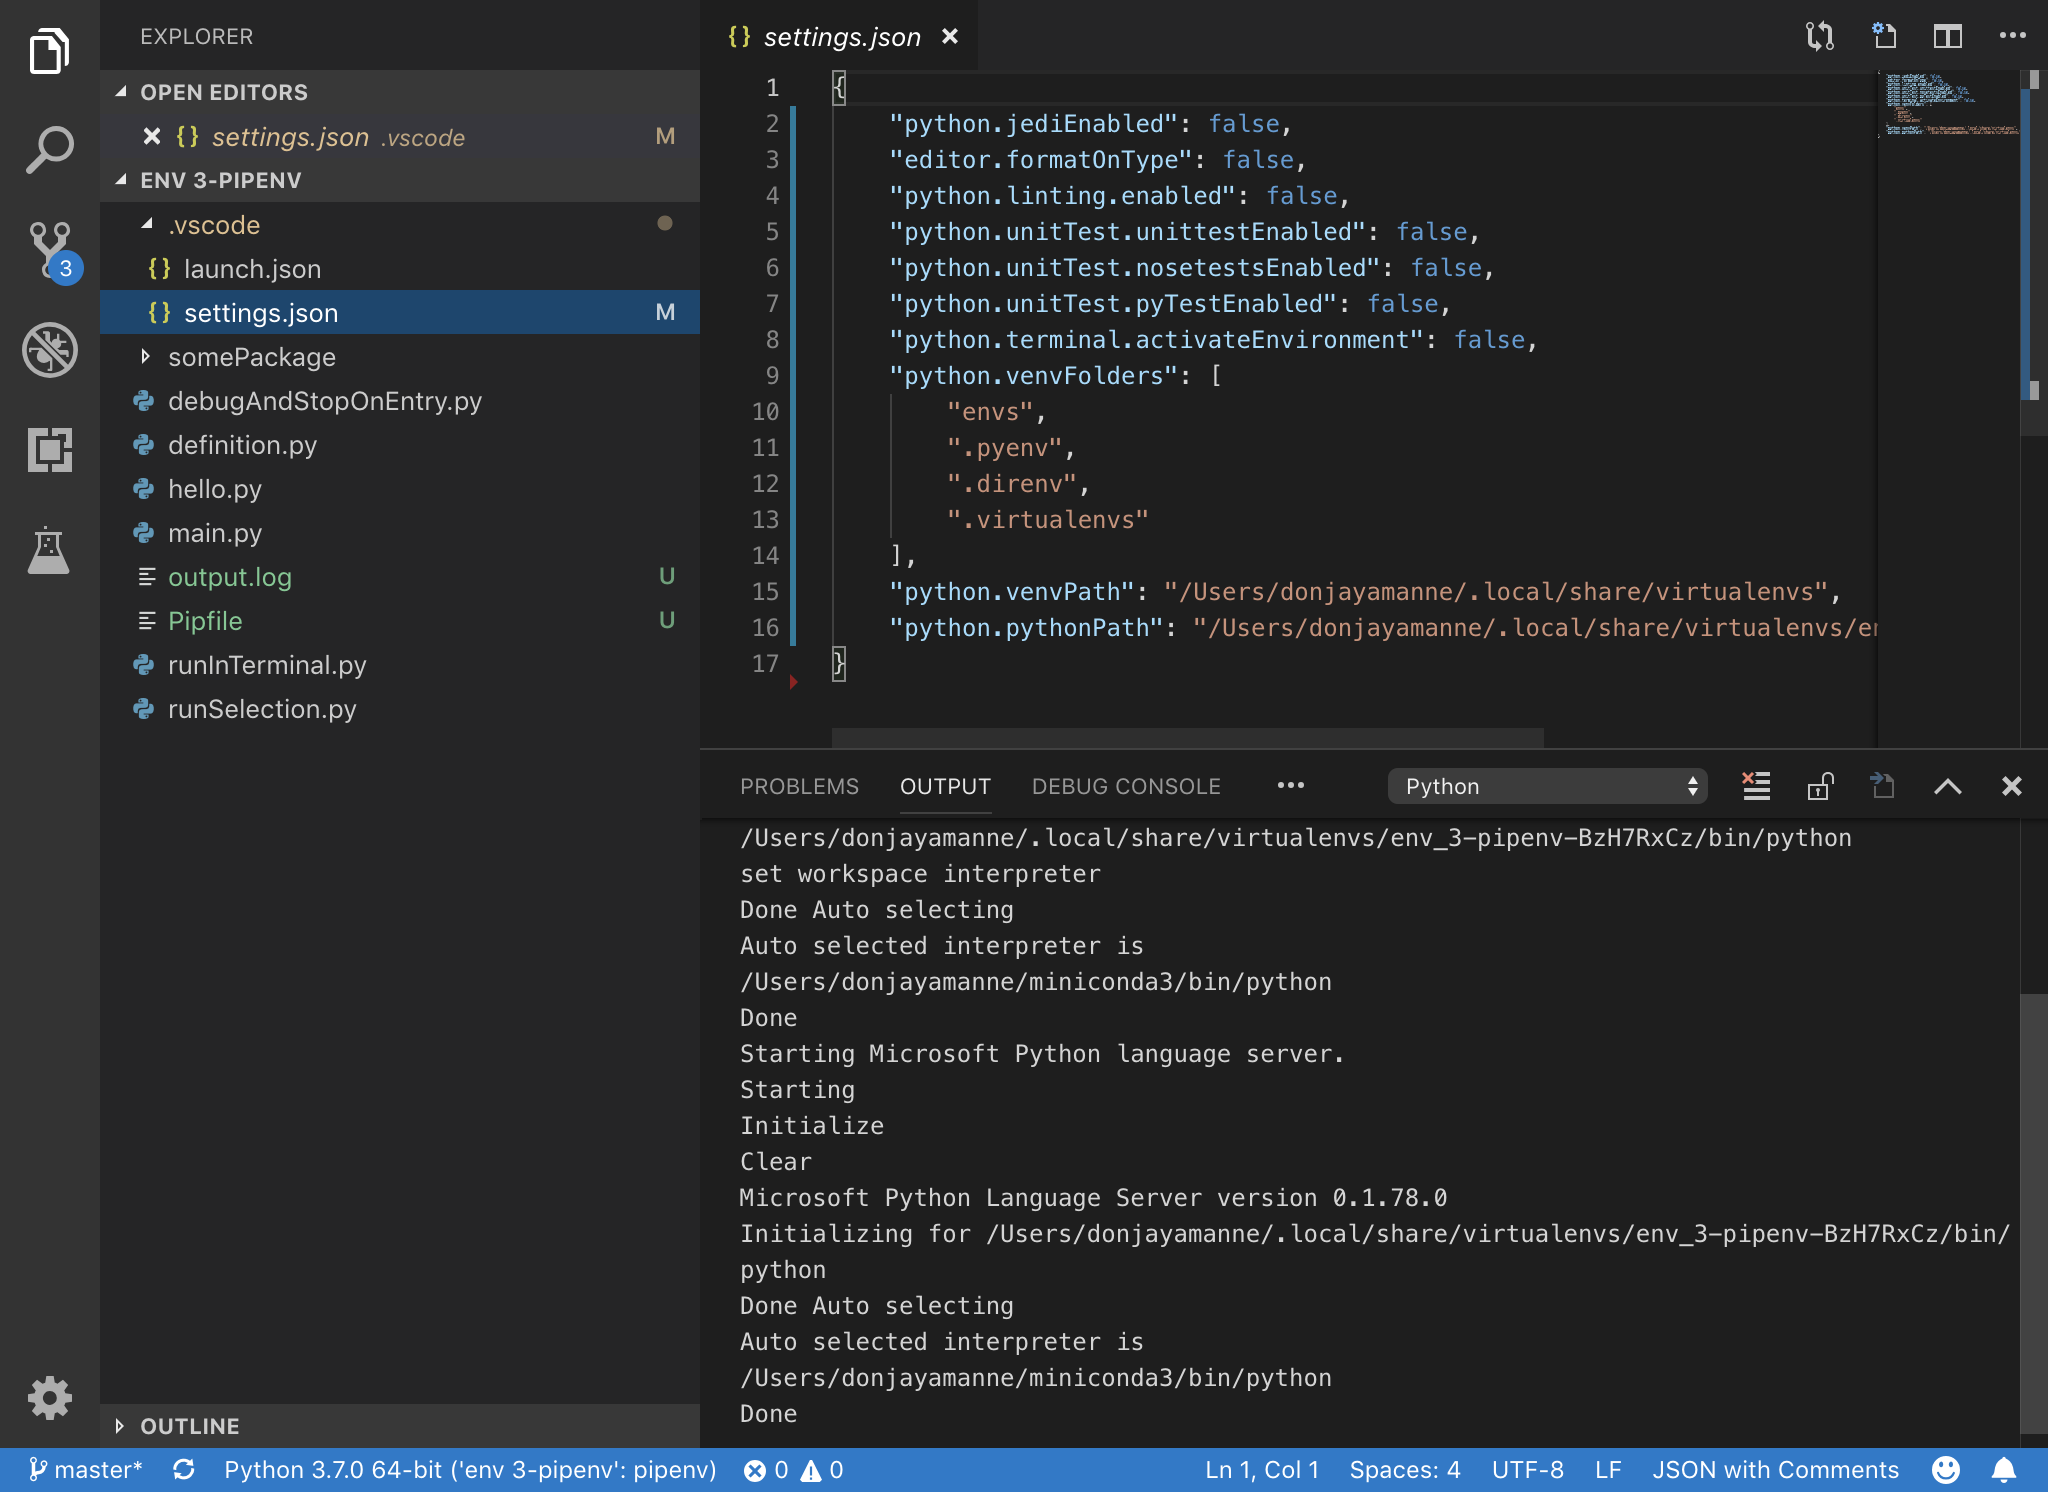 EXPLORER
OPEN EDITORS
settings.json .vscode M
ENV 3-PIPENV
.vscode
launch.json
settings.json M
somePackage
debugAndStopOnEntry.py
definition.py
hello.py
main.py
output.log U
Pipfile U
runInTerminal.py
runSelection.py
OUTLINE
3
settings.json
1 {
2 "python.jediEnabled": false,
3 "editor.formatOnType": false,
4 "python.linting.enabled": false,
5 "python.unitTest.unittestEnabled": false,
6 "python.unitTest.nosetestsEnabled": false,
7 "python.unitTest.pyTestEnabled": false,
8 "python.terminal.activateEnvironment": false,
9 "python.venvFolders": [
10 "envs",
11 ".pyenv",
12 ".direnv",
13 ".virtualenvs"
14 ],
15 "python.venvPath": "/Users/donjayamanne/.local/share/virtualenvs",
16 "python.pythonPath": "/Users/donjayamanne/.local/share/virtualenvs/
17 }
PROBLEMS OUTPUT DEBUG CONSOLE ••• Python
/Users/donjayamanne/.local/share/virtualenvs/env_3-pipenv-BzH7RxCz/bin/python
set workspace interpreter
Done Auto selecting
Auto selected interpreter is
/Users/donjayamanne/miniconda3/bin/python
Done
Starting Microsoft Python language server.
Starting
Initialize
Clear
Microsoft Python Language Server version 0.1.78.0
Initializing for /Users/donjayamanne/.local/share/virtualenvs/env_3-pipenv-BzH7RxCz/bin/
python
Done Auto selecting
Auto selected interpreter is
/Users/donjayamanne/miniconda3/bin/python
Done
master* Python 3.7.0 64-bit ('env 3-pipenv': pipenv) 0 0 Ln 1, Col 1 Spaces: 4 UTF-8 LF JSON with Comments